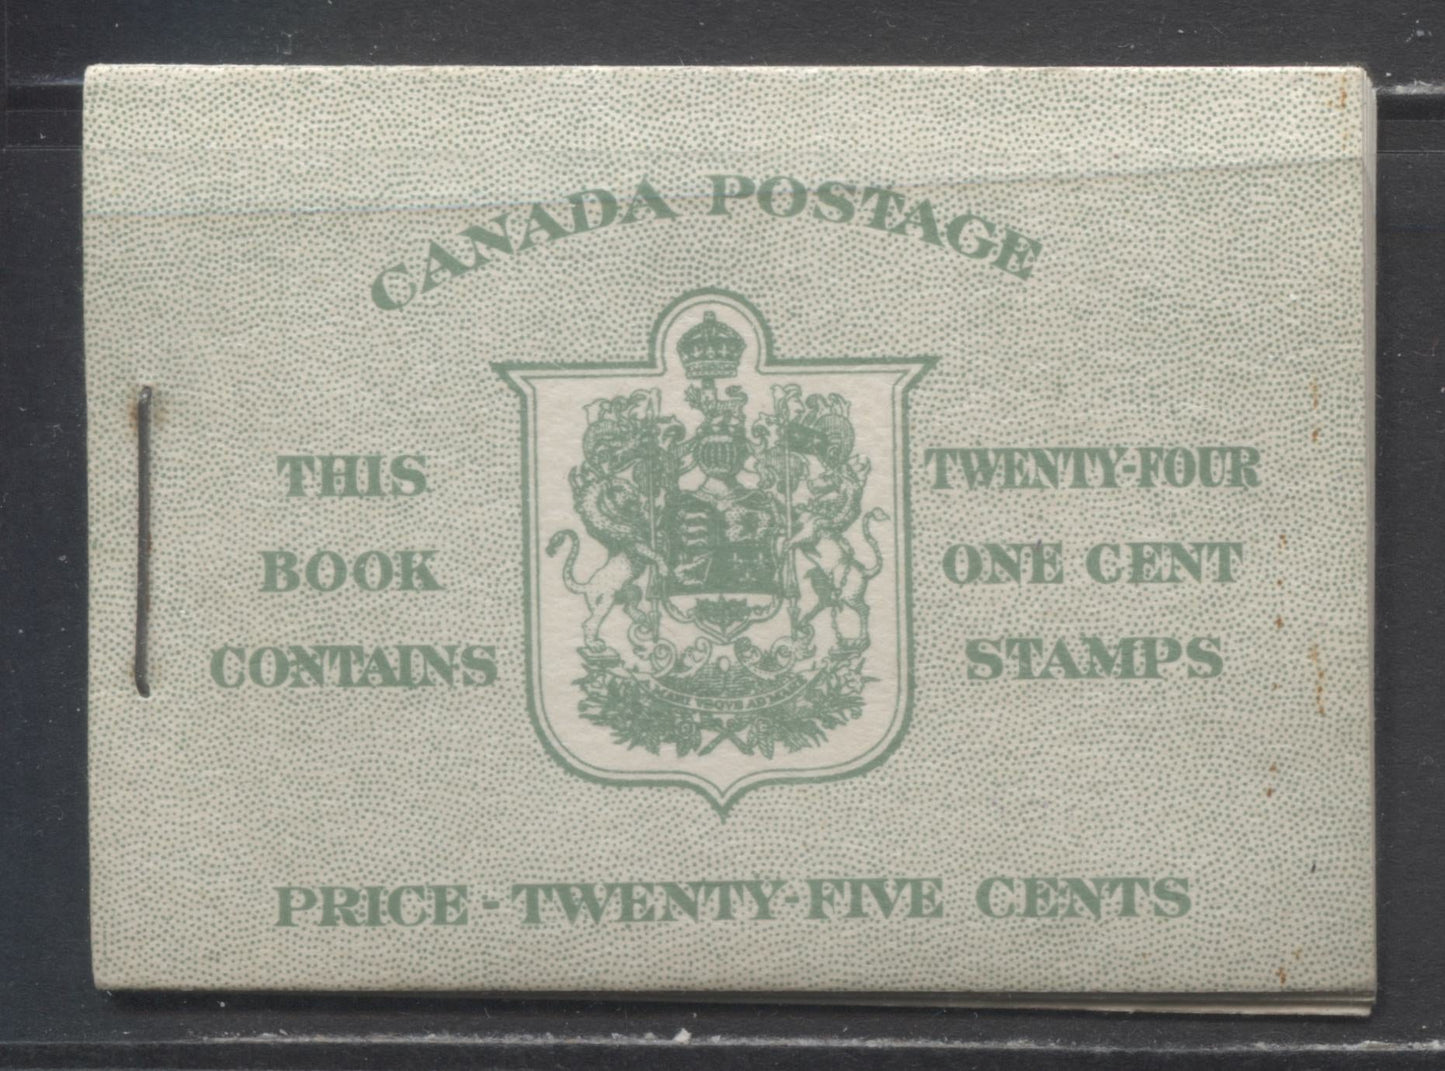 CANADA POSTAGE
THIS
BOOK
CONTAINS
TWENTY-FOUR
ONE CENT
STAMPS
PRICE - TWENTY-FIVE CENTS